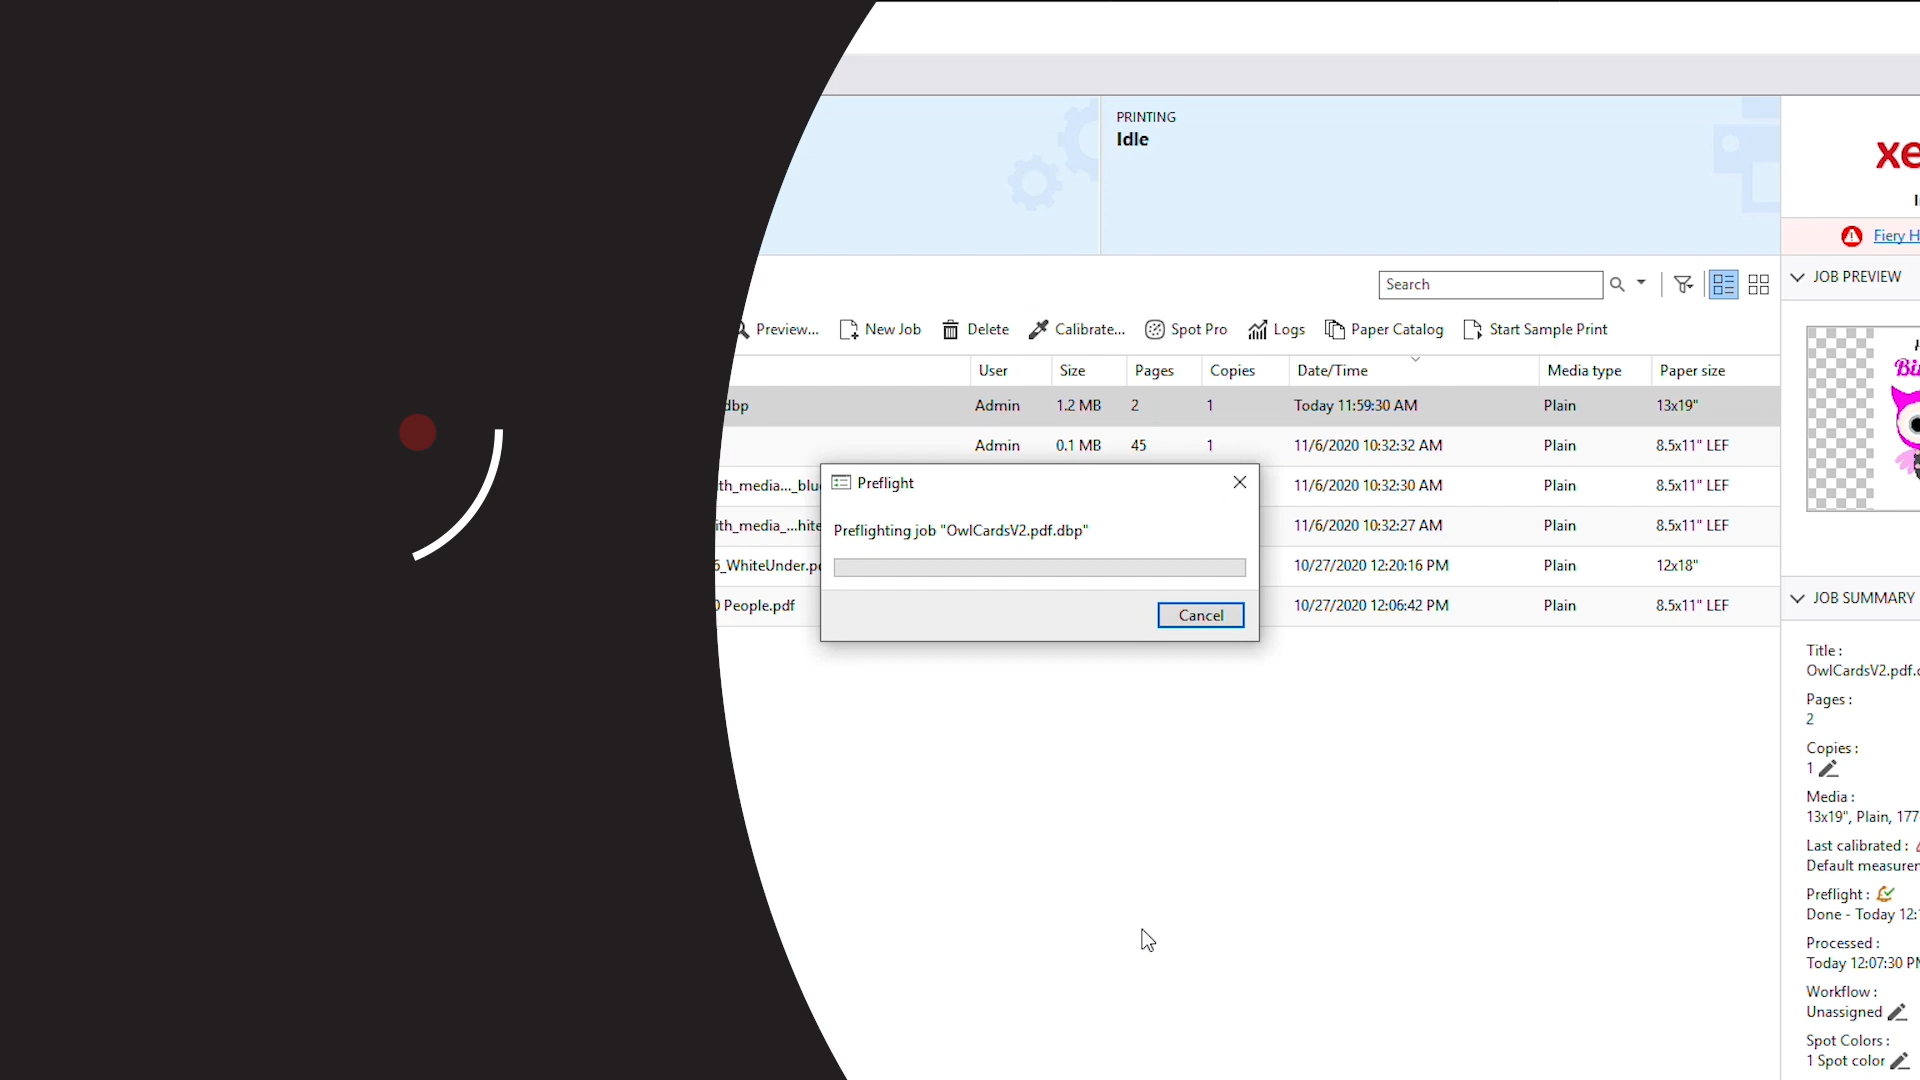 PRINTING
Idle
xe
Fiery H
Search
JOB PREVIEW
Preview... New Job Delete Calibrate... Spot Pro Logs Paper Catalog Start Sample Print
User Size Pages Copies Date/Time Media type Paper size
dbp Admin 1.2 MB 2 1 Today 11:59:30 AM Plain 13x19"
Admin 0.1 MB 45 1 11/6/2020 10:32:32 AM Plain 8.5x11" LEF
th_media..._blu 11/6/2020 10:32:30 AM Plain 8.5x11" LEF
ith_media_...hite 11/6/2020 10:32:27 AM Plain 8.5x11" LEF
_WhiteUnder.p 10/27/2020 12:20:16 PM Plain 12x18"
People.pdf 10/27/2020 12:06:42 PM Plain 8.5x11" LEF
Preflight
Preflighting job "OwlCardsV2.pdf.dbp"
Cancel
Bi
JOB SUMMARY
Title :
OwlCardsV2.pdf.
Pages :
2
Copies :
1
Media :
13x19", Plain, 177
Last calibrated :
Default measure
Preflight :
Done - Today 12:
Processed :
Today 12:07:30 P
Workflow :
Unassigned
Spot Colors :
1 Spot color